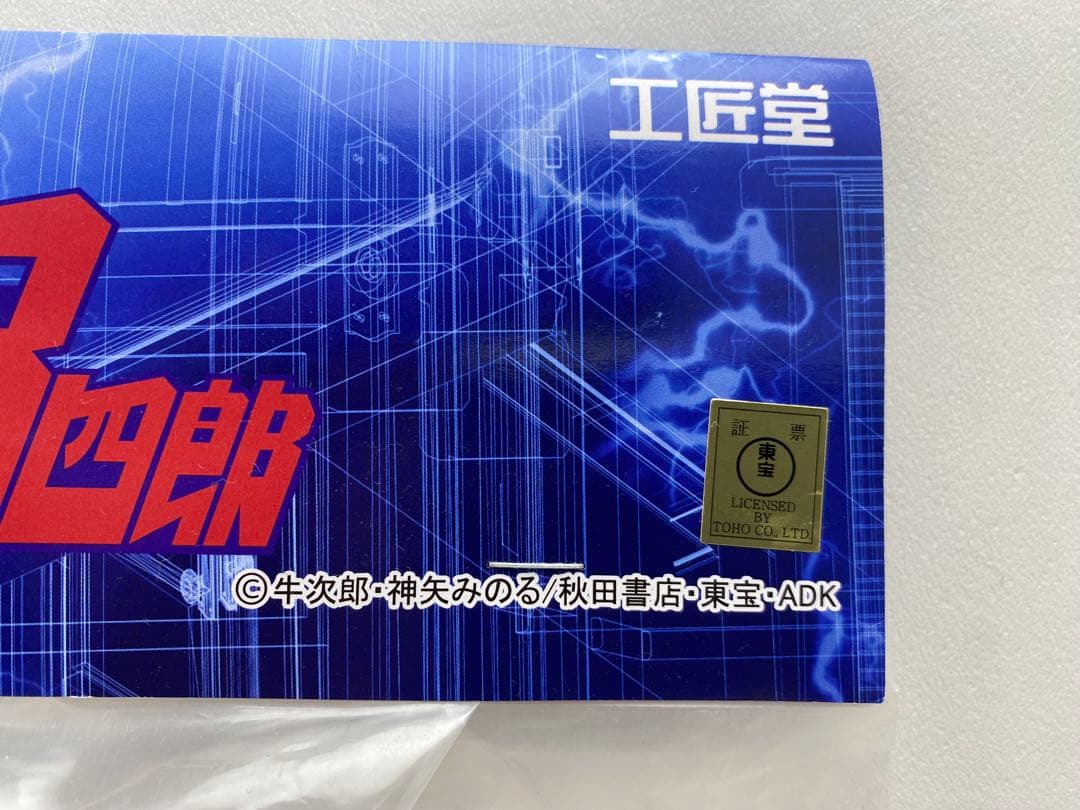 工匠堂
四郎
証 票
東宝
LICENSED
BY
TOHO CO., LTD.
©牛次郎・神矢みのる/秋田書店・東宝・ADK